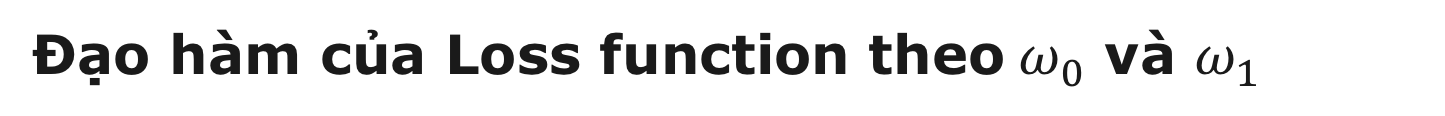 Đạo hàm của Loss function theo ω₀ và ω₁